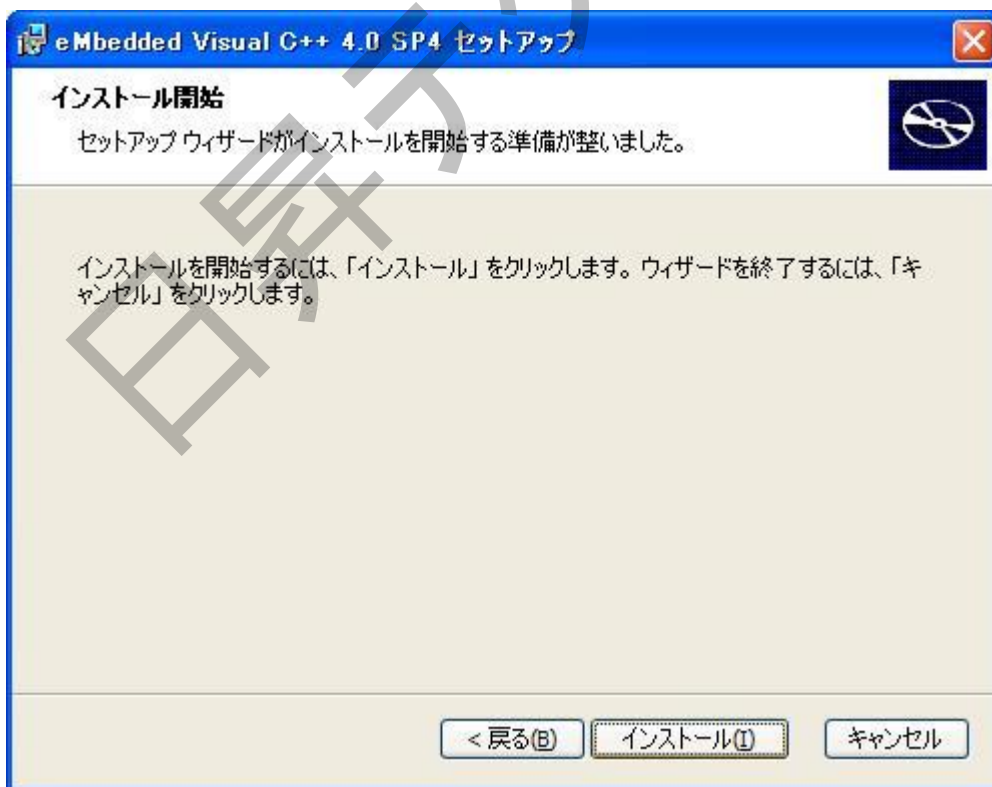 eMbedded Visual C++ 4.0 SP4 セットアップ
インストール開始
セットアップ ウィザードがインストールを開始する準備が整いました。
インストールを開始するには、「インストール」をクリックします。ウィザードを終了するには、「キ
ャンセル」をクリックします。
< 戻る(B)
インストール(I)
キャンセル
日昇テ